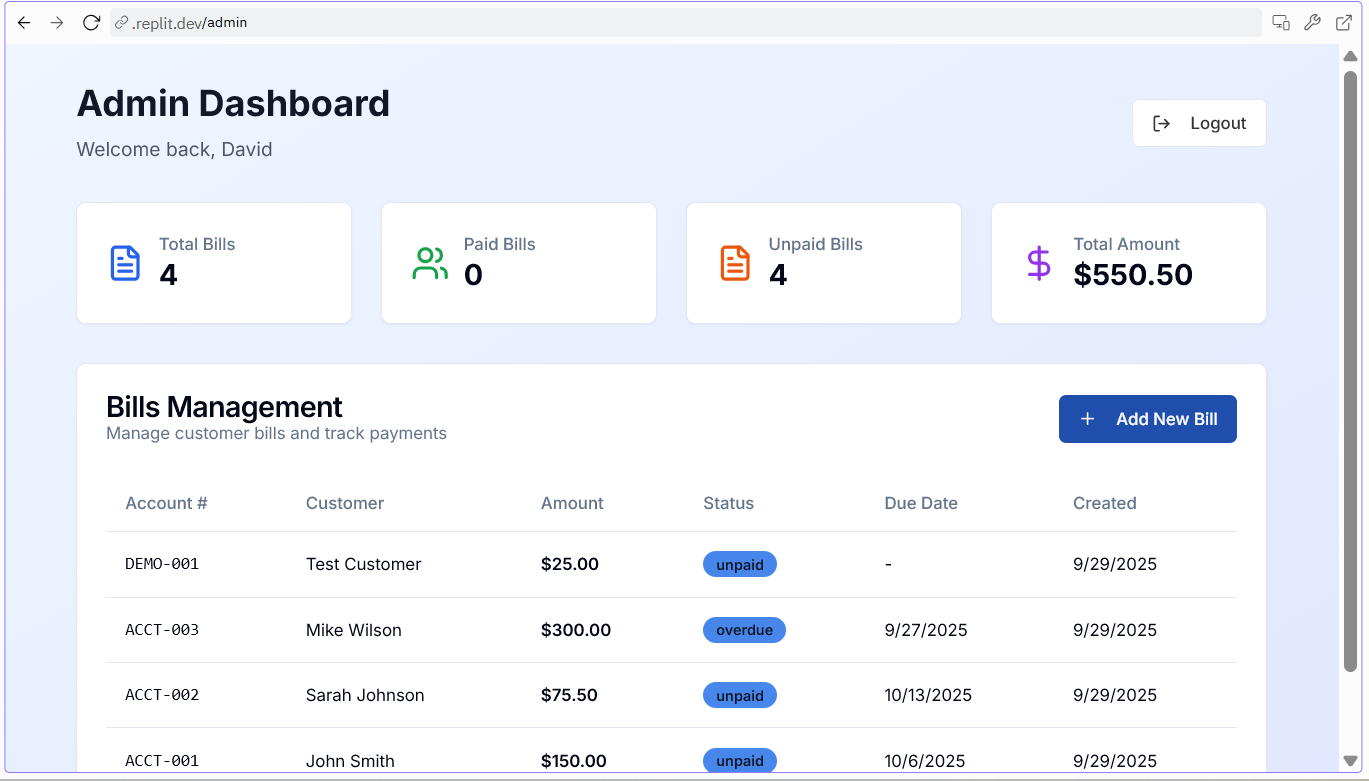 .replit.dev/admin
Admin Dashboard
Welcome back, David
Logout
Total Bills
4
Paid Bills
0
Unpaid Bills
4
Total Amount
$550.50
Bills Management
Manage customer bills and track payments
+ Add New Bill
Account # Customer Amount Status Due Date Created
DEMO-001 Test Customer $25.00 unpaid - 9/29/2025
ACCT-003 Mike Wilson $300.00 overdue 9/27/2025 9/29/2025
ACCT-002 Sarah Johnson $75.50 unpaid 10/13/2025 9/29/2025
ACCT-001 John Smith $150.00 unpaid 10/6/2025 9/29/2025